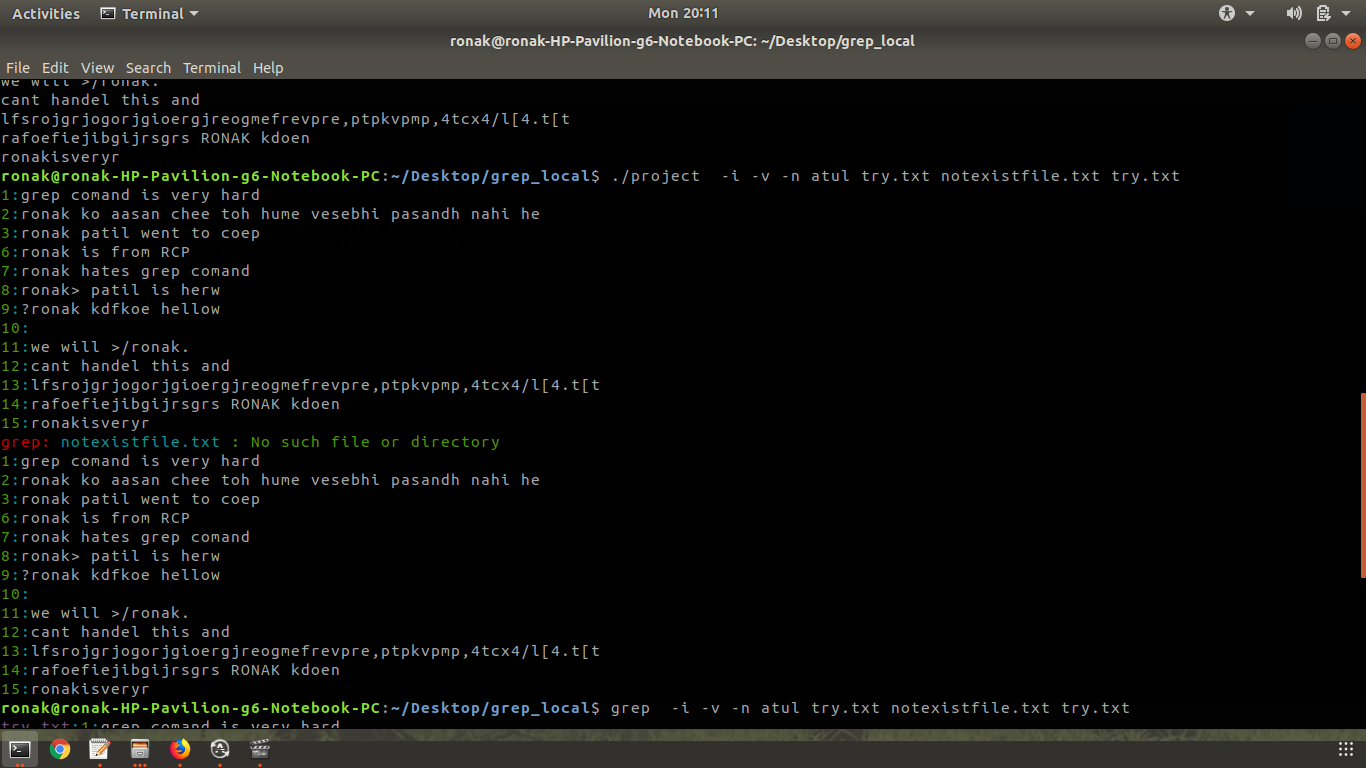 Activities Terminal Mon 20:11
ronak@ronak-HP-Pavilion-g6-Notebook-PC: ~/Desktop/grep_local
File Edit View Search Terminal Help
we will >/ronak.
cant handel this and
lfsrojgrjogorjgioergjreogmefrevpre,ptpkvpmp,4tcx4/l[4.t[t
rafoefiejibgijrsgrs RONAK kdoen
ronakisveryr
ronak@ronak-HP-Pavilion-g6-Notebook-PC:~/Desktop/grep_local$ ./project  -i -v -n atul try.txt notexistfile.txt try.txt
1:grep comand is very hard
2:ronak ko aasan chee toh hume vesebhi pasandh nahi he
3:ronak patil went to coep
6:ronak is from RCP
7:ronak hates grep comand
8:ronak> patil is herw
9:?ronak kdfkoe hellow
10:
11:we will >/ronak.
12:cant handel this and
13:lfsrojgrjogorjgioergjreogmefrevpre,ptpkvpmp,4tcx4/l[4.t[t
14:rafoefiejibgijrsgrs RONAK kdoen
15:ronakisveryr
grep: notexistfile.txt : No such file or directory
1:grep comand is very hard
2:ronak ko aasan chee toh hume vesebhi pasandh nahi he
3:ronak patil went to coep
6:ronak is from RCP
7:ronak hates grep comand
8:ronak> patil is herw
9:?ronak kdfkoe hellow
10:
11:we will >/ronak.
12:cant handel this and
13:lfsrojgrjogorjgioergjreogmefrevpre,ptpkvpmp,4tcx4/l[4.t[t
14:rafoefiejibgijrsgrs RONAK kdoen
15:ronakisveryr
ronak@ronak-HP-Pavilion-g6-Notebook-PC:~/Desktop/grep_local$ grep  -i -v -n atul try.txt notexistfile.txt try.txt
try.txt:1:grep comand is very hard